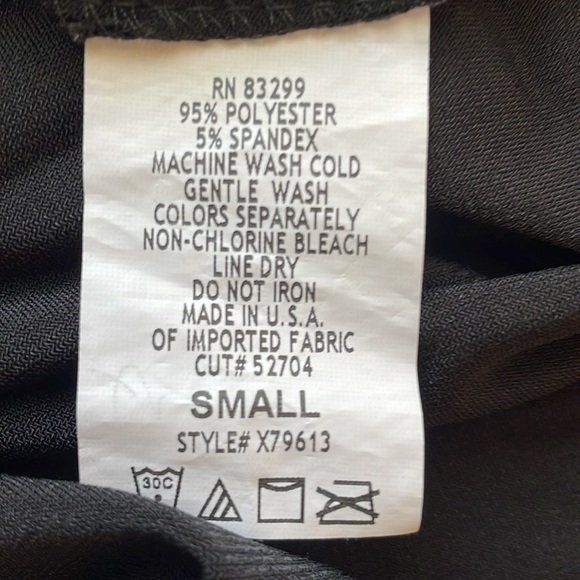 RN 83299
95% POLYESTER
5% SPANDEX
MACHINE WASH COLD
GENTLE WASH
COLORS SEPARATELY
NON-CHLORINE BLEACH
LINE DRY
DO NOT IRON
MADE IN U.S.A.
OF IMPORTED FABRIC
CUT# 52704
SMALL
STYLE# X79613
30C